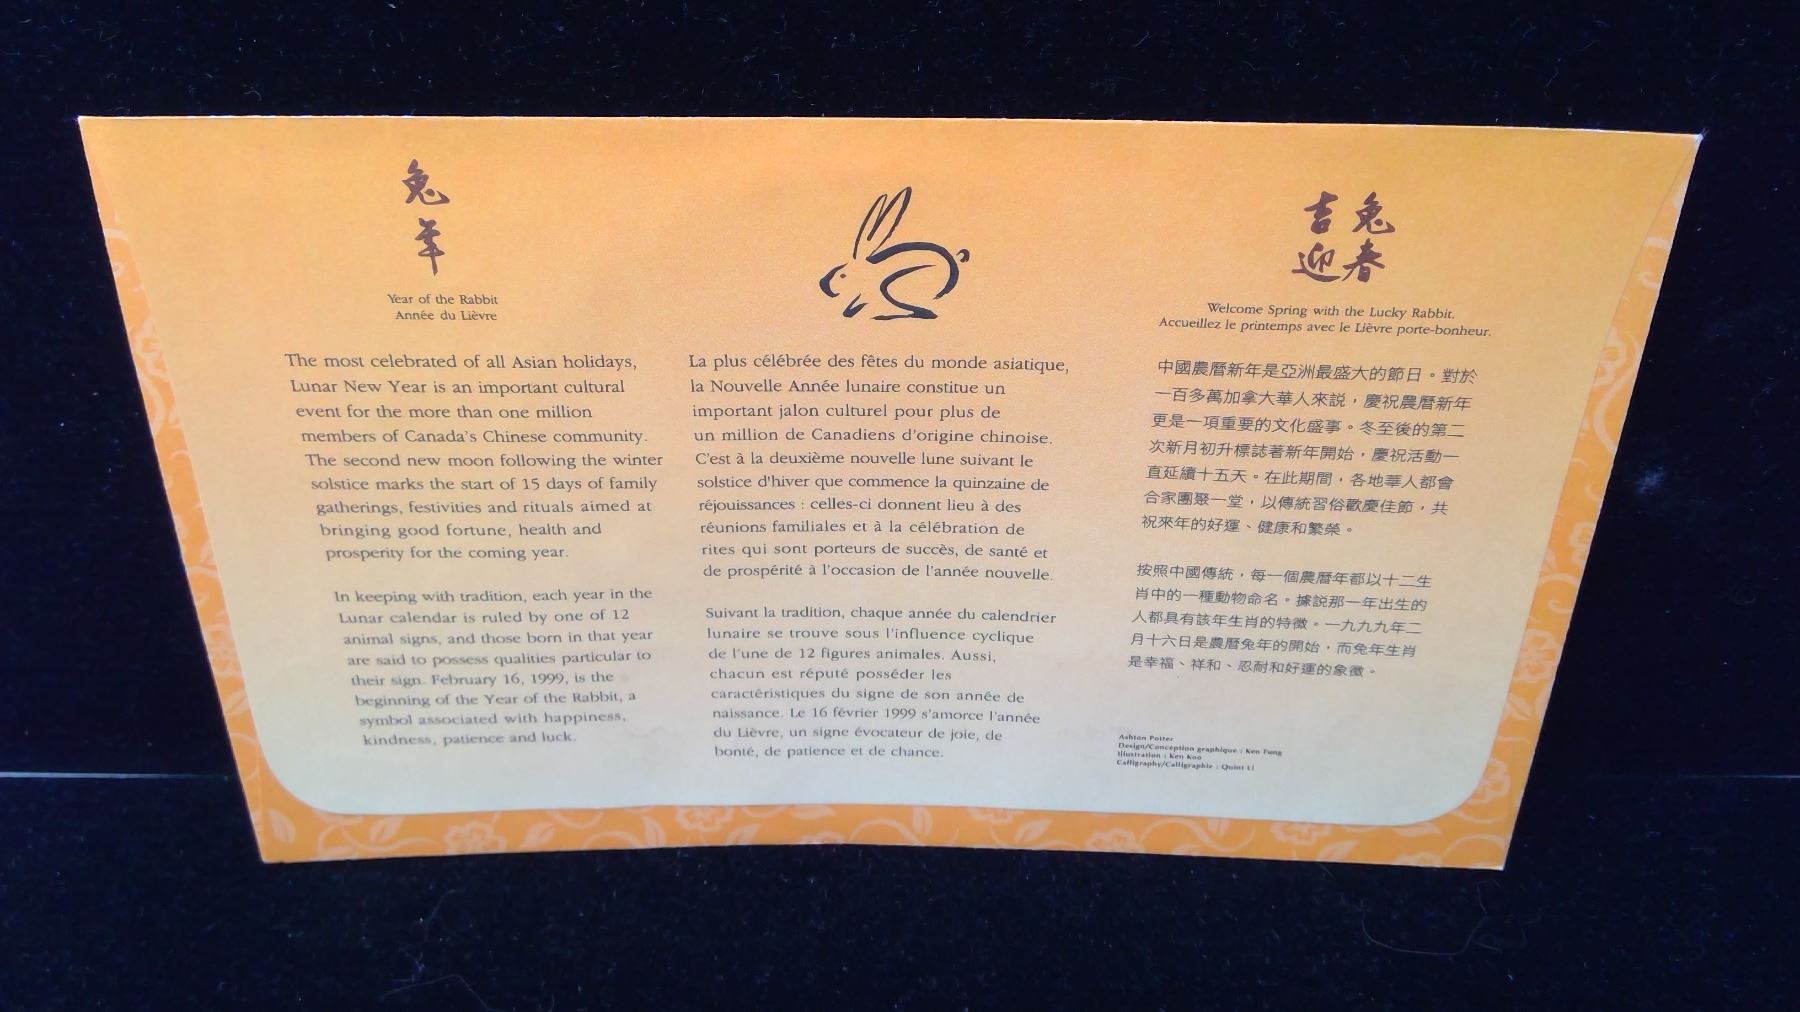 兔
年
Year of the Rabbit
Année du Lièvre
The most celebrated of all Asian holidays,
Lunar New Year is an important cultural
event for the more than one million
members of Canada's Chinese community.
The second new moon following the winter
solstice marks the start of 15 days of family
gatherings, festivities and rituals aimed at
bringing good fortune, health and
prosperity for the coming year.
In keeping with tradition, each year in the
Lunar calendar is ruled by one of 12
animal signs, and those born in that year
are said to possess qualities particular to
their sign. February 16, 1999, is the
beginning of the Year of the Rabbit, a
symbol associated with happiness,
kindness, patience and luck.
La plus célébrée des fêtes du monde asiatique,
la Nouvelle Année lunaire constitue un
important jalon culturel pour plus de
un million de Canadiens d'origine chinoise.
C'est à la deuxième nouvelle lune suivant le
solstice d'hiver que commence la quinzaine de
réjouissances : celles-ci donnent lieu à des
réunions familiales et à la célébration de
rites qui sont porteurs de succès, de santé et
de prospérité à l'occasion de l'année nouvelle.
Suivant la tradition, chaque année du calendrier
lunaire se trouve sous l'influence cyclique
de l'une de 12 figures animales. Aussi,
chacun est réputé posséder les
caractéristiques du signe de son année de
naissance. Le 16 février 1999 s'amorce l'année
du Lièvre, un signe évocateur de joie, de
bonté, de patience et de chance.
吉兔
迎春
Welcome Spring with the Lucky Rabbit.
Accueillez le printemps avec le Lièvre porte-bonheur.
中國農曆新年是亞洲最盛大的節日。對於
一百多萬加拿大華人來説，慶祝農曆新年
更是一項重要的文化盛事。冬至後的第二
次新月初升標誌著新年開始，慶祝活動一
直延續十五天。在此期間，各地華人都會
合家團聚一堂，以傳統習俗歡慶佳節，共
祝來年的好運、健康和繁榮。
按照中國傳統，每一個農曆年都以十二生
肖中的一種動物命名。據説那一年出生的
人都具有該年生肖的特徵。一九九九年二
月十六日是農曆兔年的開始，而兔年生肖
是幸福、祥和、忍耐和好運的象徵。
Ashton Potter
Design/Conception graphique : Ken Fung
Illustration : Ken Koo
Calligraphy/Calligraphie : Quint Li